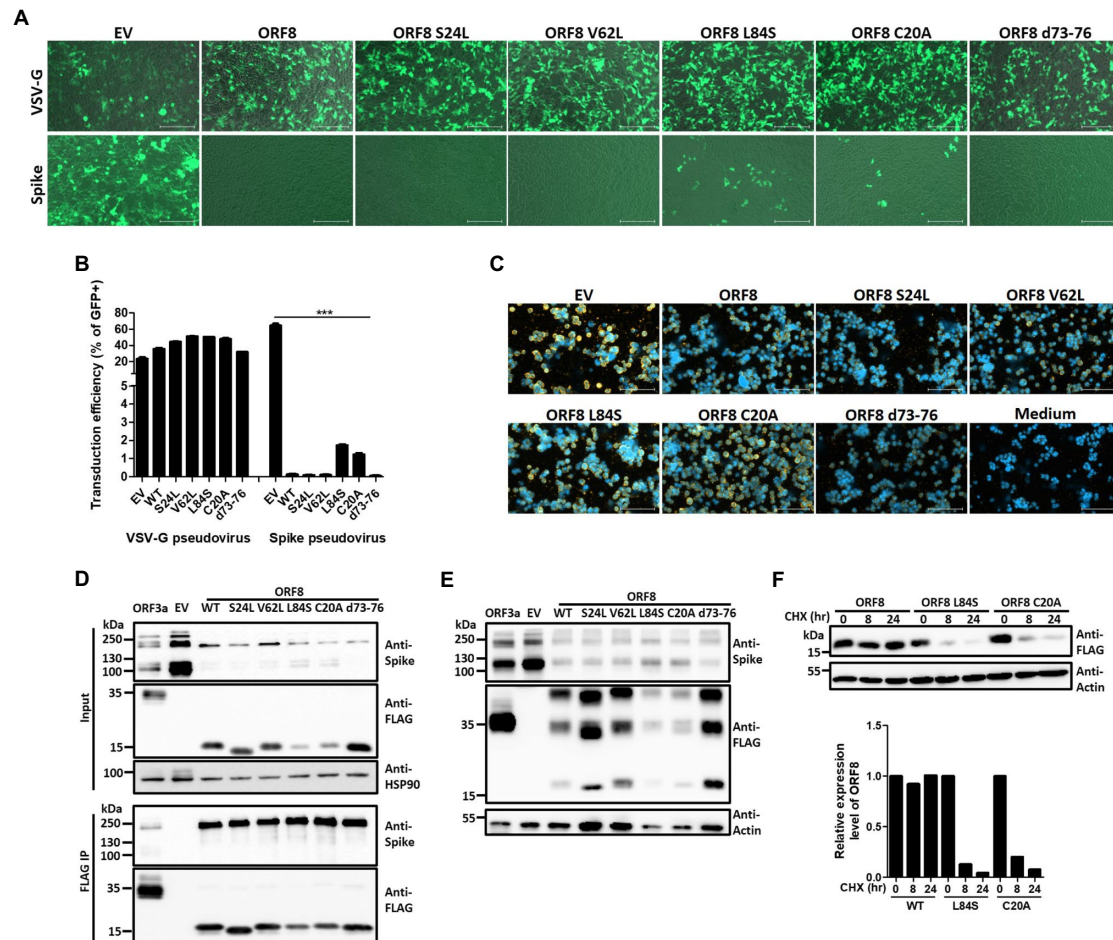 A
EV ORF8 ORF8 S24L ORF8 V62L ORF8 L84S ORF8 C20A ORF8 d73-76
VSV-G
Spike
B
Transduction efficiency (% of GFP+)
80
60
40
20
0
5
4
3
2
1
0
EV WT S24L V62L L84S C20A d73-76 EV WT S24L V62L L84S C20A d73-76
***
VSV-G pseudovirus Spike pseudovirus
C
EV ORF8 ORF8 S24L ORF8 V62L
ORF8 L84S ORF8 C20A ORF8 d73-76 Medium
D
ORF8
ORF3a EV WT S24L V62L L84S C20A d73-76
kDa
250
130
100
Anti-
Spike
35
15
Anti-
FLAG
100
Anti-
HSP90
Input
kDa
ORF8
250
130
100
Anti-
Spike
35
15
Anti-
FLAG
FLAG IP
E
ORF8
ORF3a EV WT S24L V62L L84S C20A d73-76
kDa
250
130
100
Anti-
Spike
35
15
Anti-
FLAG
55
Anti-
Actin
F
ORF8 ORF8 L84S ORF8 C20A
CHX (hr) 0 8 24 0 8 24 0 8 24
kDa
15
Anti-
FLAG
55
Anti-
Actin
Relative expression
level of ORF8
1.5
1.0
0.5
0.0
CHX (hr) 0 8 24 0 8 24 0 8 24
WT L84S C20A